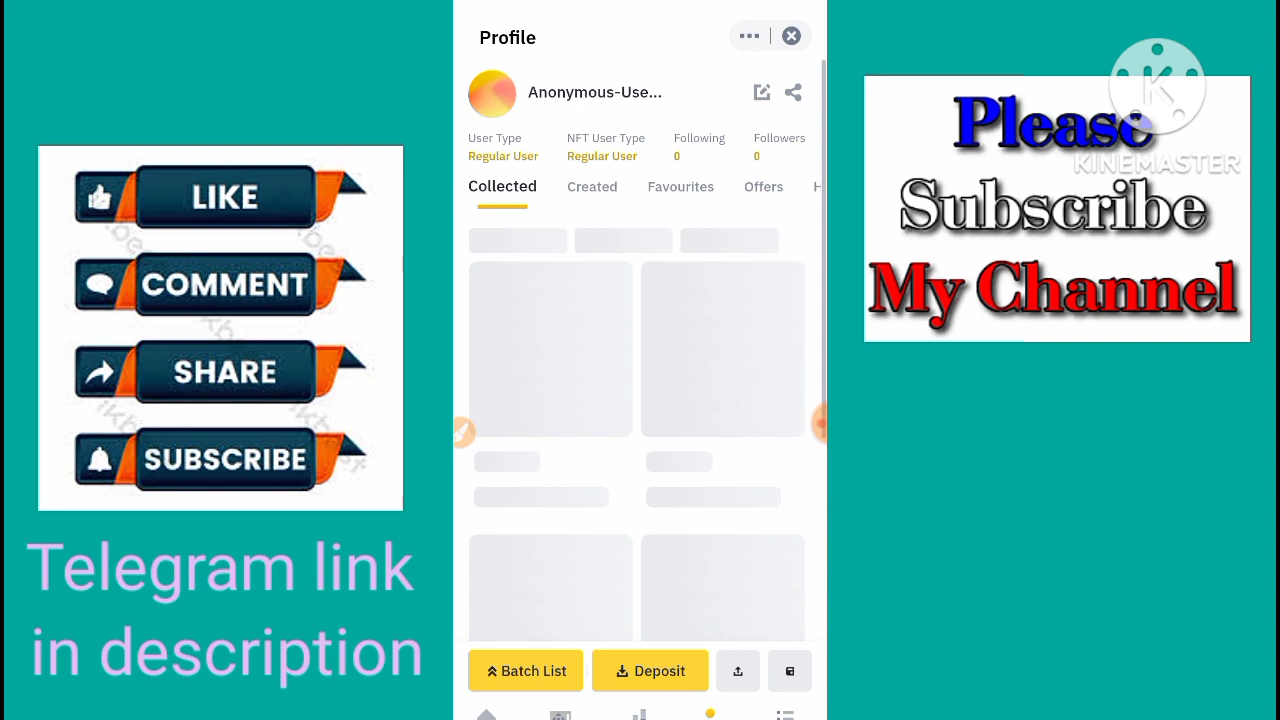 LIKE
COMMENT
SHARE
SUBSCRIBE
Telegram link
in description
Profile
Anonymous-Use...
User Type
NFT User Type
Following
Followers
Regular User
Regular User
0
0
Collected
Created
Favourites
Offers
H
Batch List
Deposit
Please
Subscribe
My Channel
K
KINEMASTER